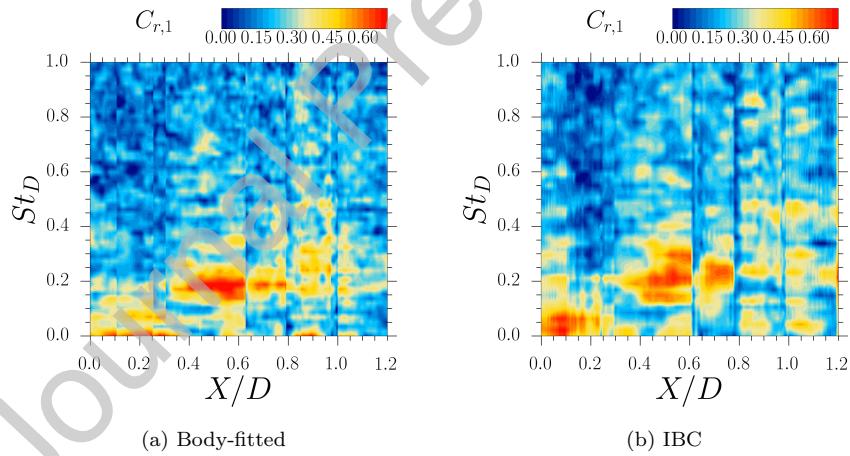 C_{r,1} C_{r,1}
0.00 0.15 0.30 0.45 0.60 0.00 0.15 0.30 0.45 0.60
1.0 1.0
0.8 0.8
0.6 0.6
St_D St_D
0.4 0.4
0.2 0.2
0.0 0.0
0.0 0.2 0.4 0.6 0.8 1.0 1.2 0.0 0.2 0.4 0.6 0.8 1.0 1.2
X/D X/D
(a) Body-fitted (b) IBC
Journal Pre